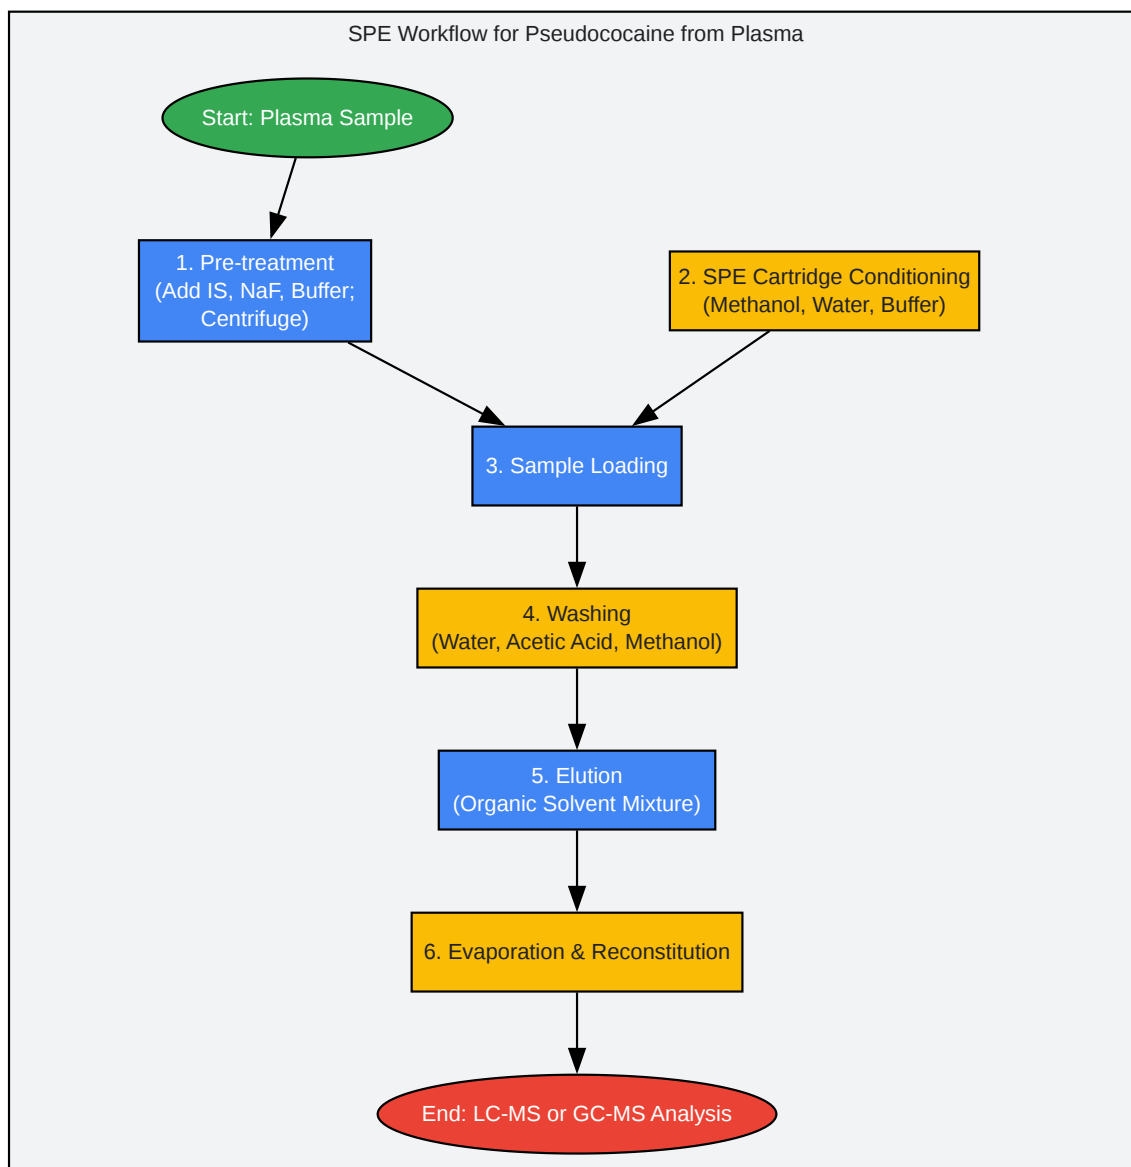 SPE Workflow for Pseudococaine from Plasma
Start: Plasma Sample
1. Pre-treatment
(Add IS, NaF, Buffer;
Centrifuge)
2. SPE Cartridge Conditioning
(Methanol, Water, Buffer)
3. Sample Loading
4. Washing
(Water, Acetic Acid, Methanol)
5. Elution
(Organic Solvent Mixture)
6. Evaporation & Reconstitution
End: LC-MS or GC-MS Analysis